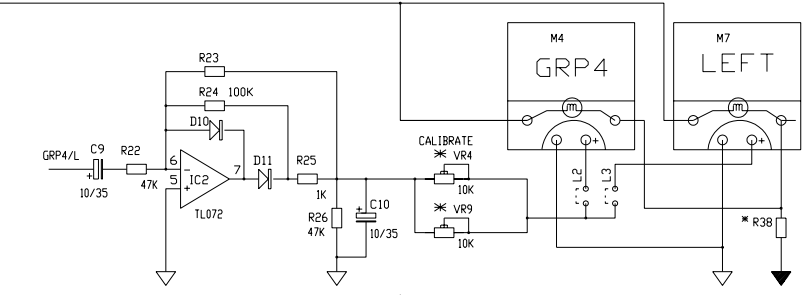 M4
GRP4
M7
LEFT
R23
R24 100K
D10
GRP4/L
C9
+
10/35
R22
47K
6
-
5
+
IC2
7
TL072
D11
R25
1K
R26
47K
+
C10
10/35
CALIBRATE
* VR4
10K
* VR9
10K
+
L2
L3
+
* R38